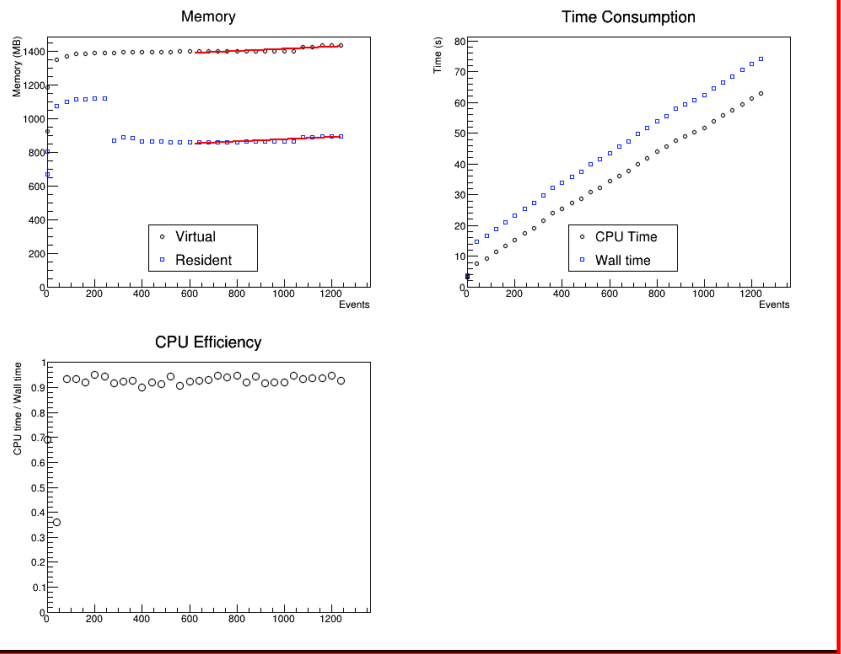 Memory
Memory (MB)
1400
1200
1000
800
600
400
200
0
0 200 400 600 800 1000 1200
Events
Virtual
Resident
Time Consumption
Time (s)
80
70
60
50
40
30
20
10
0
0 200 400 600 800 1000 1200
Events
CPU Time
Wall time
CPU Efficiency
CPU time / Wall time
1
0.9
0.8
0.7
0.6
0.5
0.4
0.3
0.2
0.1
0
0 200 400 600 800 1000 1200